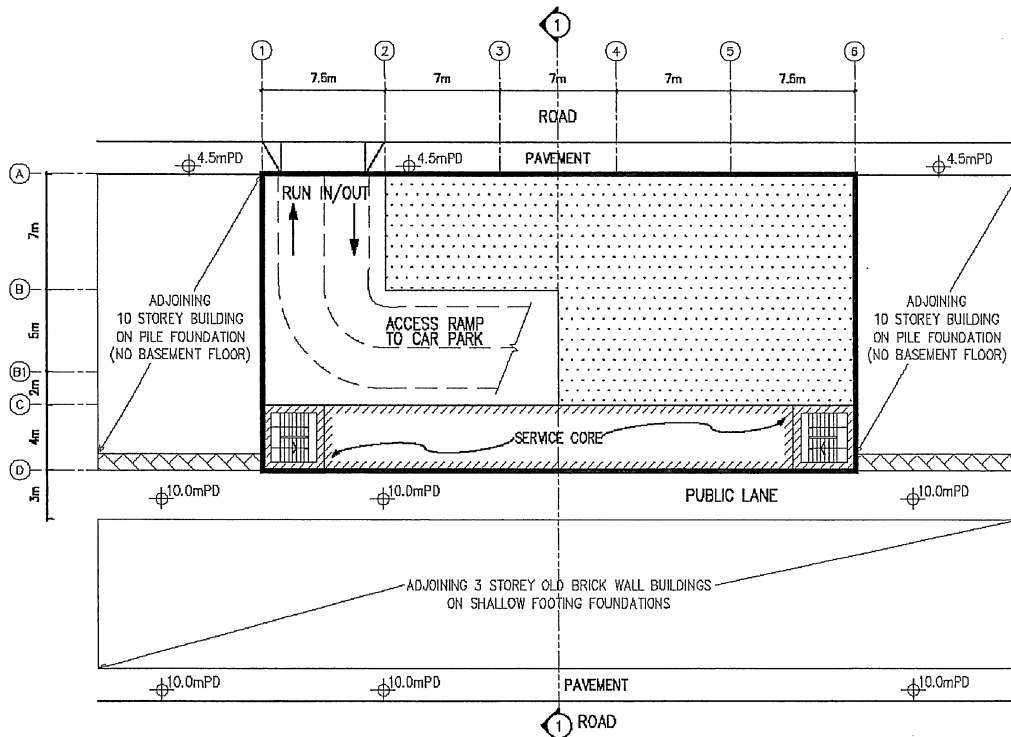 1
1 2 3 4 5 6
7.6m 7m 7m 7m 7.6m
ROAD
4.5mPD 4.5mPD PAVEMENT 4.5mPD
A
RUN IN/OUT
7m
B
ADJOINING
10 STOREY BUILDING
ON PILE FOUNDATION
(NO BASEMENT FLOOR)
ACCESS RAMP
TO CAR PARK
ADJOINING
10 STOREY BUILDING
ON PILE FOUNDATION
(NO BASEMENT FLOOR)
5m
B1
2m
C
4m
SERVICE CORE
D
3m
10.0mPD 10.0mPD PUBLIC LANE 10.0mPD
ADJOINING 3 STOREY OLD BRICK WALL BUILDINGS
ON SHALLOW FOOTING FOUNDATIONS
10.0mPD 10.0mPD PAVEMENT 10.0mPD
1 ROAD